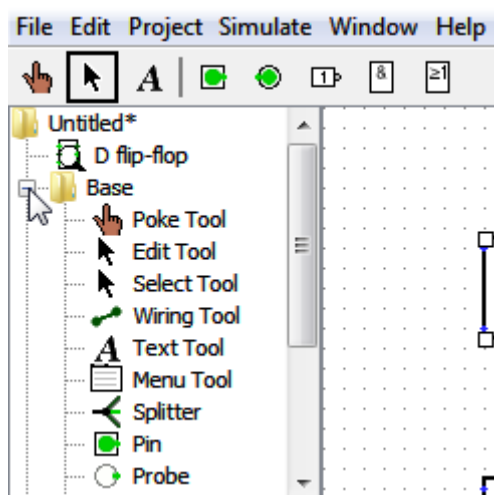 File Edit Project Simulate Window Help
A 1 & ≥1
Untitled*
D flip-flop
Base
Poke Tool
Edit Tool
Select Tool
Wiring Tool
A Text Tool
Menu Tool
Splitter
Pin
Probe